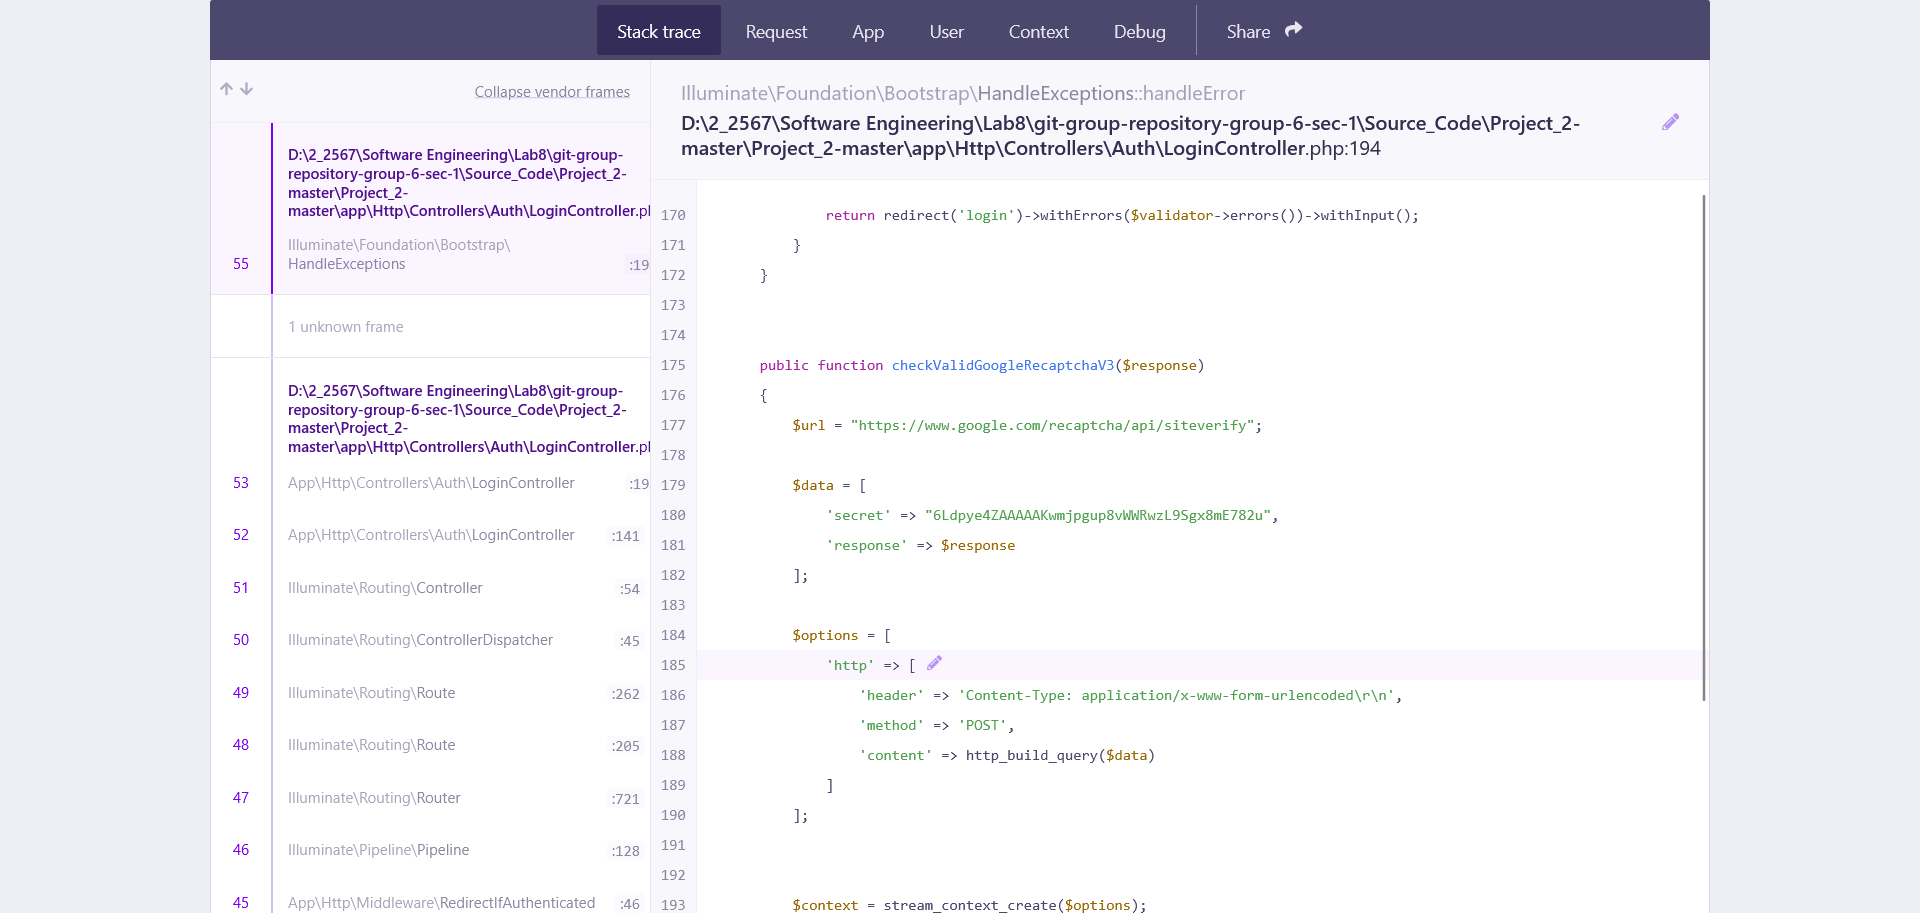 Stack trace Request App User Context Debug Share
Collapse vendor frames
D:\2_2567\Software Engineering\Lab8\git-group-
repository-group-6-sec-1\Source_Code\Project_2-
master\Project_2-
master\app\Http\Controllers\Auth\LoginController.ph
Illuminate\Foundation\Bootstrap\
55 HandleExceptions :19
1 unknown frame
D:\2_2567\Software Engineering\Lab8\git-group-
repository-group-6-sec-1\Source_Code\Project_2-
master\Project_2-
master\app\Http\Controllers\Auth\LoginController.ph
53 App\Http\Controllers\Auth\LoginController :19
52 App\Http\Controllers\Auth\LoginController :141
51 Illuminate\Routing\Controller :54
50 Illuminate\Routing\ControllerDispatcher :45
49 Illuminate\Routing\Route :262
48 Illuminate\Routing\Route :205
47 Illuminate\Routing\Router :721
46 Illuminate\Pipeline\Pipeline :128
45 App\Http\Middleware\RedirectIfAuthenticated :46
Illuminate\Foundation\Bootstrap\HandleExceptions::handleError
D:\2_2567\Software Engineering\Lab8\git-group-repository-group-6-sec-1\Source_Code\Project_2-
master\Project_2-master\app\Http\Controllers\Auth\LoginController.php:194
170 return redirect('login')->withErrors($validator->errors())->withInput();
171 }
172 }
173
174
175 public function checkValidGoogleRecaptchaV3($response)
176 {
177 $url = "https://www.google.com/recaptcha/api/siteverify";
178
179 $data = [
180 'secret' => "6Ldpye4ZAAAAAKwmjpgup8vWWRwzL9Sgx8mE782u",
181 'response' => $response
182 ];
183
184 $options = [
185 'http' => [
186 'header' => 'Content-Type: application/x-www-form-urlencoded\r\n',
187 'method' => 'POST',
188 'content' => http_build_query($data)
189 ]
190 ];
191
192
193 $context = stream_context_create($options);